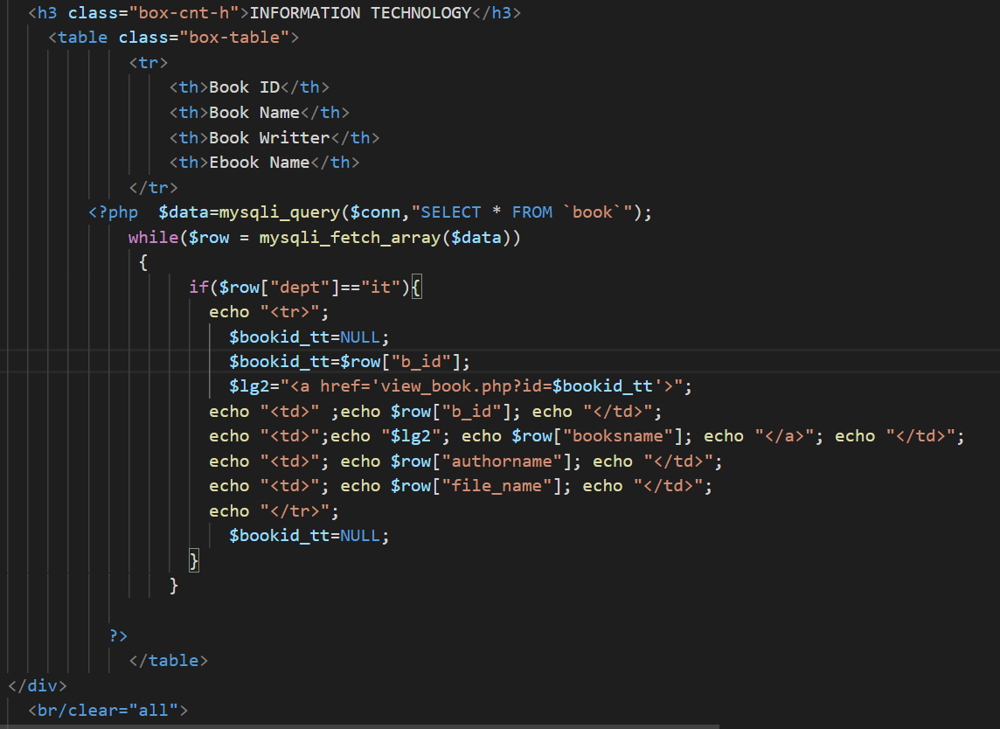 <h3 class="box-cnt-h">INFORMATION TECHNOLOGY</h3>
<table class="box-table">
<tr>
<th>Book ID</th>
<th>Book Name</th>
<th>Book Writter</th>
<th>Ebook Name</th>
</tr>
<?php  $data=mysqli_query($conn,"SELECT * FROM `book`");
while($row = mysqli_fetch_array($data))
{
if($row["dept"]=="it"){
echo "<tr>";
$bookid_tt=NULL;
$bookid_tt=$row["b_id"];
$lg2="<a href='view_book.php?id=$bookid_tt'>";
echo "<td>" ;echo $row["b_id"]; echo "</td>";
echo "<td>";echo "$lg2"; echo $row["booksname"]; echo "</a>"; echo "</td>";
echo "<td>"; echo $row["authorname"]; echo "</td>";
echo "<td>"; echo $row["file_name"]; echo "</td>";
echo "</tr>";
$bookid_tt=NULL;
}
}
?>
</table>
</div>
<br/clear="all">